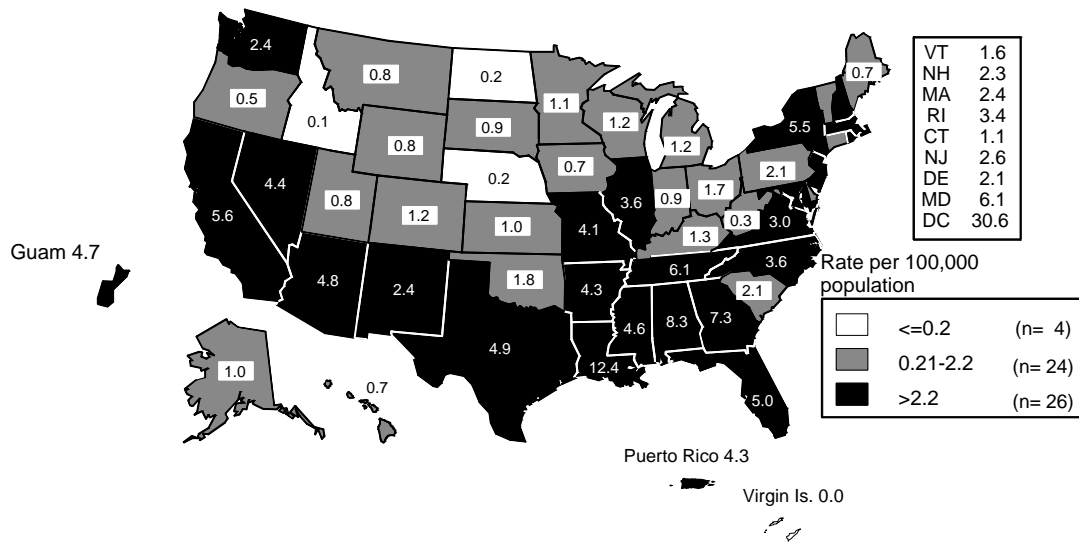 2.4
0.8
0.2
1.1
0.7
0.5
0.1
0.8
0.9
1.2
1.2
5.5
0.2
0.7
2.1
4.4
0.8
1.2
1.0
3.6
0.9
1.7
0.3
3.0
5.6
4.1
1.3
4.8
2.4
1.8
4.3
6.1
3.6
2.1
4.9
4.6
8.3
7.3
12.4
5.0
Guam 4.7
1.0
0.7
Puerto Rico 4.3
Virgin Is. 0.0
VT 1.6
NH 2.3
MA 2.4
RI 3.4
CT 1.1
NJ 2.6
DE 2.1
MD 6.1
DC 30.6
Rate per 100,000
population
<=0.2 (n= 4)
0.21-2.2 (n= 24)
>2.2 (n= 26)